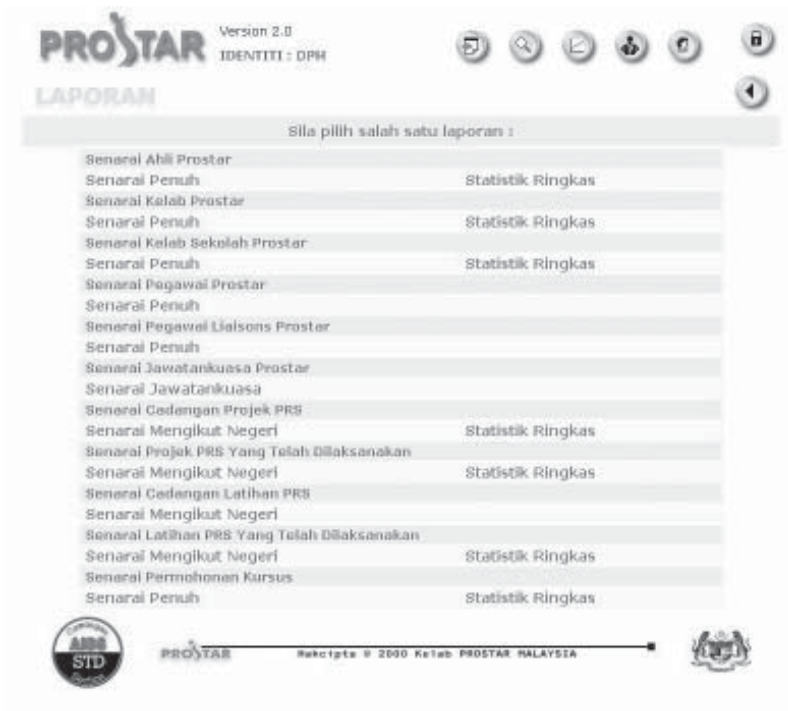 PROSTAR Version 2.0
IDENTITI : DPH
LAPORAN
Sila pilih salah satu laporan :
Senarai Ahli Prostar
Senarai Penuh Statistik Ringkas
Senarai Kelab Prostar
Senarai Penuh Statistik Ringkas
Senarai Kelab Sekolah Prostar
Senarai Penuh Statistik Ringkas
Senarai Pegawai Prostar
Senarai Penuh
Senarai Pegawai Liaisons Prostar
Senarai Penuh
Senarai Jawatankuasa Prostar
Senarai Jawatankuasa
Senarai Cadangan Projek PRS
Senarai Mengikut Negeri Statistik Ringkas
Senarai Projek PRS Yang Telah Dilaksanakan
Senarai Mengikut Negeri Statistik Ringkas
Senarai Cadangan Latihan PRS
Senarai Mengikut Negeri
Senarai Latihan PRS Yang Telah Dilaksanakan
Senarai Mengikut Negeri Statistik Ringkas
Senarai Permohonan Kursus
Senarai Penuh Statistik Ringkas
AIDS
STD
PROSTAR Hakcipta © 2000 Kelab PROSTAR MALAYSIA